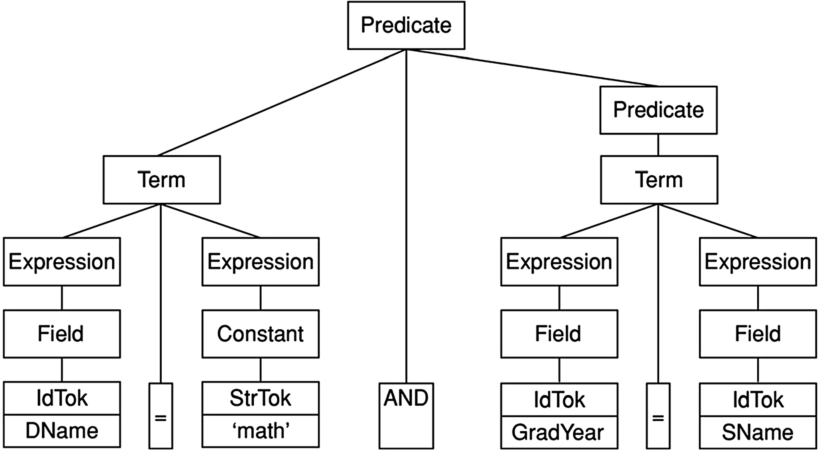 Predicate
Predicate
Term
Term
Expression
Expression
Expression
Expression
Field
Constant
Field
Field
IdTok
=
StrTok
AND
IdTok
=
IdTok
DName
‘math’
GradYear
SName